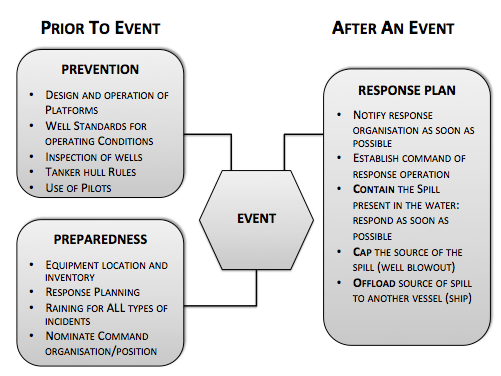 PRIOR TO EVENT
AFTER AN EVENT
PREVENTION
• DESIGN AND OPERATION OF
PLATFORMS
• WELL STANDARDS FOR
OPERATING CONDITIONS
• INSPECTION OF WELLS
• TANKER HULL RULES
• USE OF PILOTS
PREPAREDNESS
• EQUIPMENT LOCATION AND
INVENTORY
• RESPONSE PLANNING
• RAINING FOR ALL TYPES OF
INCIDENTS
• NOMINATE COMMAND
ORGANISATION/POSITION
EVENT
RESPONSE PLAN
• NOTIFY RESPONSE
ORGANISATION AS SOON AS
POSSIBLE
• ESTABLISH COMMAND OF
RESPONSE OPERATION
• CONTAIN THE SPILL
PRESENT IN THE WATER:
RESPOND AS SOON AS
POSSIBLE
• CAP THE SOURCE OF THE
SPILL (WELL BLOWOUT)
• OFFLOAD SOURCE OF SPILL
TO ANOTHER VESSEL (SHIP)